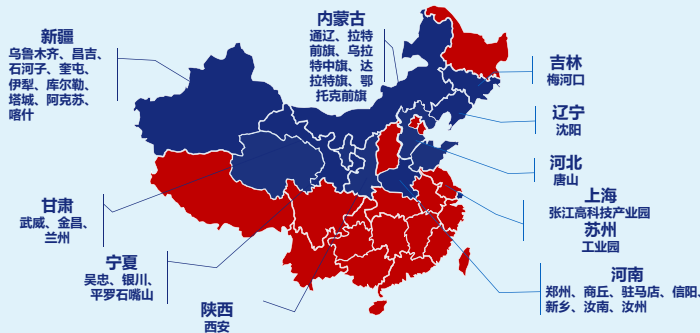 新疆
乌鲁木齐、昌吉、
石河子、奎屯、
伊犁、库尔勒、
塔城、阿克苏、
喀什
内蒙古
通辽、拉特
前旗、乌拉
特中旗、达
拉特旗、鄂
托克前旗
吉林
梅河口
辽宁
沈阳
河北
唐山
上海
张江高科技产业园
苏州
工业园
河南
郑州、商丘、驻马店、信阳、
新乡、汝南、汝州
甘肃
武威、金昌、
兰州
宁夏
吴忠、银川、
平罗石嘴山
陕西
西安